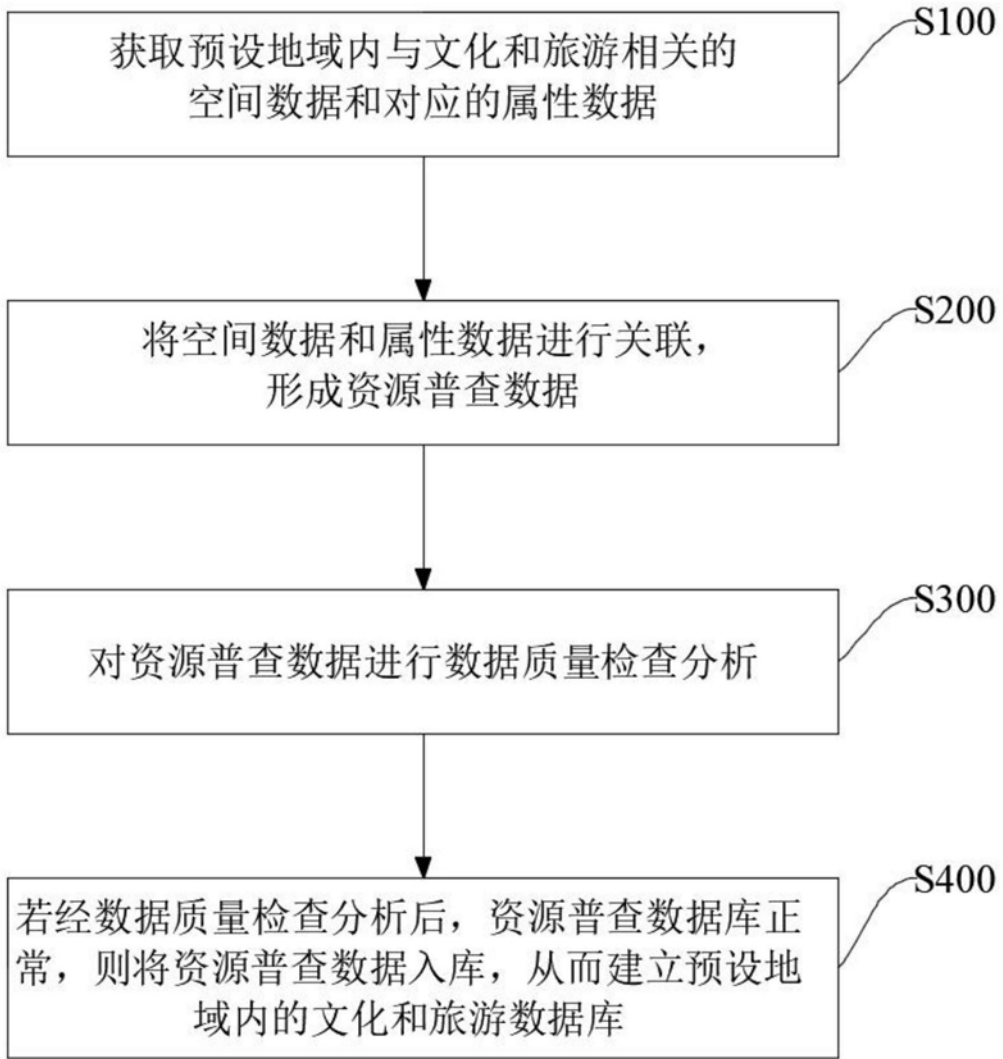 S100
获取预设地域内与文化和旅游相关的
空间数据和对应的属性数据
S200
将空间数据和属性数据进行关联，
形成资源普查数据
S300
对资源普查数据进行数据质量检查分析
S400
若经数据质量检查分析后，资源普查数据库正
常，则将资源普查数据入库，从而建立预设地
域内的文化和旅游数据库